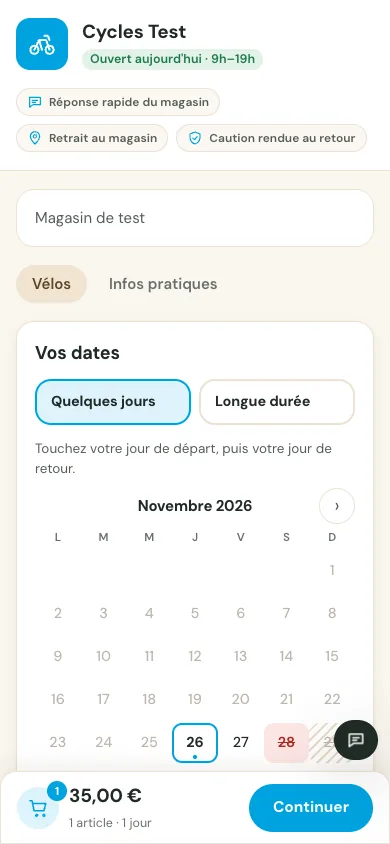 Cycles Test
Ouvert aujourd'hui · 9h–19h
Réponse rapide du magasin
Retrait au magasin
Caution rendue au retour
Magasin de test
Vélos
Infos pratiques
Vos dates
Quelques jours
Longue durée
Touchez votre jour de départ, puis votre jour de
retour.
Novembre 2026 ›
L M M J V S D
1
2 3 4 5 6 7 8
9 10 11 12 13 14 15
16 17 18 19 20 21 22
23 24 25 26 27 28
1
35,00 €
1 article · 1 jour
Continuer